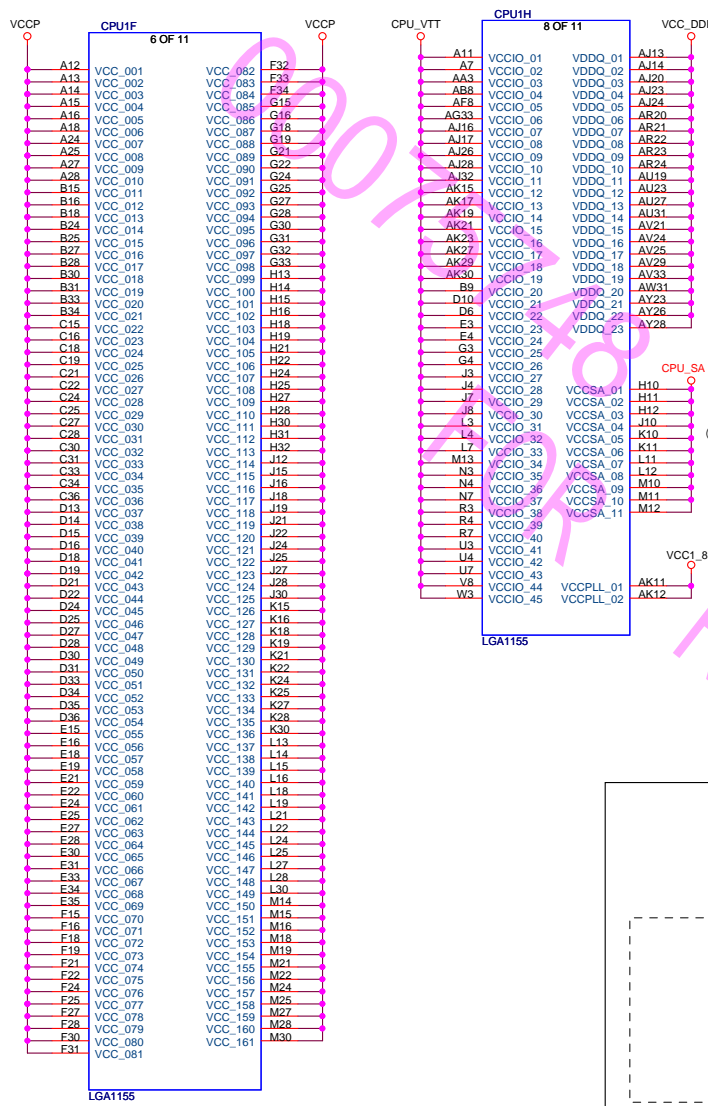 VCCP CPU1F VCCP
6 OF 11
A12 VCC_001 VCC_082 F32
A13 VCC_002 VCC_083 F33
A14 VCC_003 VCC_084 F34
A15 VCC_004 VCC_085 G15
A16 VCC_005 VCC_086 G16
A18 VCC_006 VCC_087 G18
A24 VCC_007 VCC_088 G19
A25 VCC_008 VCC_089 G21
A27 VCC_009 VCC_090 G22
A28 VCC_010 VCC_091 G24
B15 VCC_011 VCC_092 G25
B16 VCC_012 VCC_093 G27
B18 VCC_013 VCC_094 G28
B24 VCC_014 VCC_095 G30
B25 VCC_015 VCC_096 G31
B27 VCC_016 VCC_097 G32
B28 VCC_017 VCC_098 G33
B30 VCC_018 VCC_099 H13
B31 VCC_019 VCC_100 H14
B33 VCC_020 VCC_101 H15
B34 VCC_021 VCC_102 H16
C15 VCC_022 VCC_103 H18
C16 VCC_023 VCC_104 H19
C18 VCC_024 VCC_105 H21
C19 VCC_025 VCC_106 H22
C21 VCC_026 VCC_107 H24
C22 VCC_027 VCC_108 H25
C24 VCC_028 VCC_109 H27
C25 VCC_029 VCC_110 H28
C27 VCC_030 VCC_111 H30
C28 VCC_031 VCC_112 H31
C30 VCC_032 VCC_113 H32
C31 VCC_033 VCC_114 J12
C33 VCC_034 VCC_115 J15
C34 VCC_035 VCC_116 J16
C36 VCC_036 VCC_117 J18
D13 VCC_037 VCC_118 J19
D14 VCC_038 VCC_119 J21
D15 VCC_039 VCC_120 J22
D16 VCC_040 VCC_121 J24
D18 VCC_041 VCC_122 J25
D19 VCC_042 VCC_123 J27
D21 VCC_043 VCC_124 J28
D22 VCC_044 VCC_125 J30
D24 VCC_045 VCC_126 K15
D25 VCC_046 VCC_127 K16
D27 VCC_047 VCC_128 K18
D28 VCC_048 VCC_129 K19
D30 VCC_049 VCC_130 K21
D31 VCC_050 VCC_131 K22
D33 VCC_051 VCC_132 K24
D34 VCC_052 VCC_133 K25
D35 VCC_053 VCC_134 K27
D36 VCC_054 VCC_135 K28
E15 VCC_055 VCC_136 K30
E16 VCC_056 VCC_137 L13
E18 VCC_057 VCC_138 L14
E19 VCC_058 VCC_139 L15
E21 VCC_059 VCC_140 L16
E22 VCC_060 VCC_141 L18
E24 VCC_061 VCC_142 L19
E25 VCC_062 VCC_143 L21
E27 VCC_063 VCC_144 L22
E28 VCC_064 VCC_145 L24
E30 VCC_065 VCC_146 L25
E31 VCC_066 VCC_147 L27
E33 VCC_067 VCC_148 L28
E34 VCC_068 VCC_149 L30
E35 VCC_069 VCC_150 M14
F15 VCC_070 VCC_151 M15
F16 VCC_071 VCC_152 M16
F18 VCC_072 VCC_153 M18
F19 VCC_073 VCC_154 M19
F21 VCC_074 VCC_155 M21
F22 VCC_075 VCC_156 M22
F24 VCC_076 VCC_157 M24
F25 VCC_077 VCC_158 M25
F27 VCC_078 VCC_159 M27
F28 VCC_079 VCC_160 M28
F30 VCC_080 VCC_161 M30
F31 VCC_081
LGA1155
CPU_VTT CPU1H VCC_DD
8 OF 11
A11 VCCIO_01 VDDQ_01 AJ13
A7 VCCIO_02 VDDQ_02 AJ14
AA3 VCCIO_03 VDDQ_03 AJ20
AB8 VCCIO_04 VDDQ_04 AJ23
AF8 VCCIO_05 VDDQ_05 AJ24
AG33 VCCIO_06 VDDQ_06 AR20
AJ16 VCCIO_07 VDDQ_07 AR21
AJ17 VCCIO_08 VDDQ_08 AR22
AJ26 VCCIO_09 VDDQ_09 AR23
AJ28 VCCIO_10 VDDQ_10 AR24
AJ32 VCCIO_11 VDDQ_11 AU19
AK15 VCCIO_12 VDDQ_12 AU23
AK17 VCCIO_13 VDDQ_13 AU27
AK19 VCCIO_14 VDDQ_14 AU31
AK21 VCCIO_15 VDDQ_15 AV21
AK23 VCCIO_16 VDDQ_16 AV24
AK27 VCCIO_17 VDDQ_17 AV25
AK29 VCCIO_18 VDDQ_18 AV29
AK30 VCCIO_19 VDDQ_19 AV33
B9 VCCIO_20 VDDQ_20 AW31
D10 VCCIO_21 VDDQ_21 AY23
D6 VCCIO_22 VDDQ_22 AY26
E3 VCCIO_23 VDDQ_23 AY28
E4 VCCIO_24
G3 VCCIO_25
G4 VCCIO_26
CPU_SA
J3 VCCIO_27
J4 VCCIO_28 VCCSA_01 H10
J7 VCCIO_29 VCCSA_02 H11
J8 VCCIO_30 VCCSA_03 H12
L3 VCCIO_31 VCCSA_04 J10
L4 VCCIO_32 VCCSA_05 K10
L7 VCCIO_33 VCCSA_06 K11
M13 VCCIO_34 VCCSA_07 L11
N3 VCCIO_35 VCCSA_08 L12
N4 VCCIO_36 VCCSA_09 M10
N7 VCCIO_37 VCCSA_10 M11
R3 VCCIO_38 VCCSA_11 M12
R4 VCCIO_39
R7 VCCIO_40
U3 VCCIO_41
VCC1_8
U4 VCCIO_42
U7 VCCIO_43
V8 VCCIO_44 VCCPLL_01 AK11
W3 VCCIO_45 VCCPLL_02 AK12
LGA1155
FOR